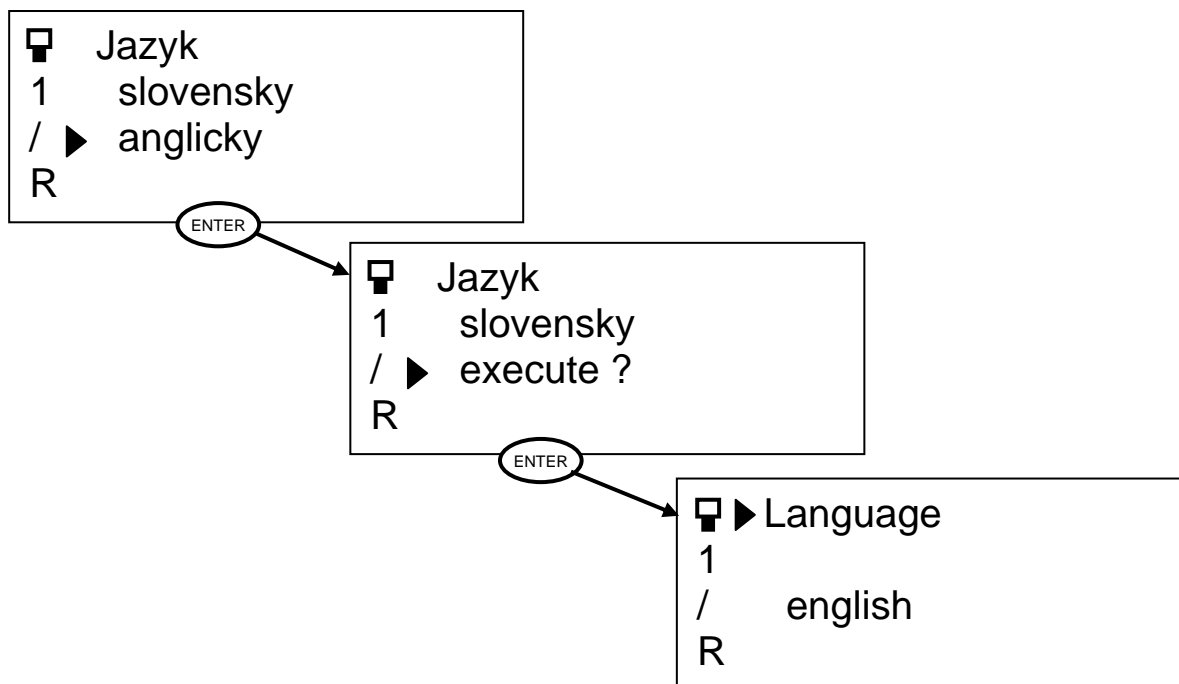 Jazyk
1 slovensky
/ ▶ anglicky
R
ENTER
Jazyk
1 slovensky
/ ▶ execute ?
R
ENTER
▶ Language
1
/ english
R